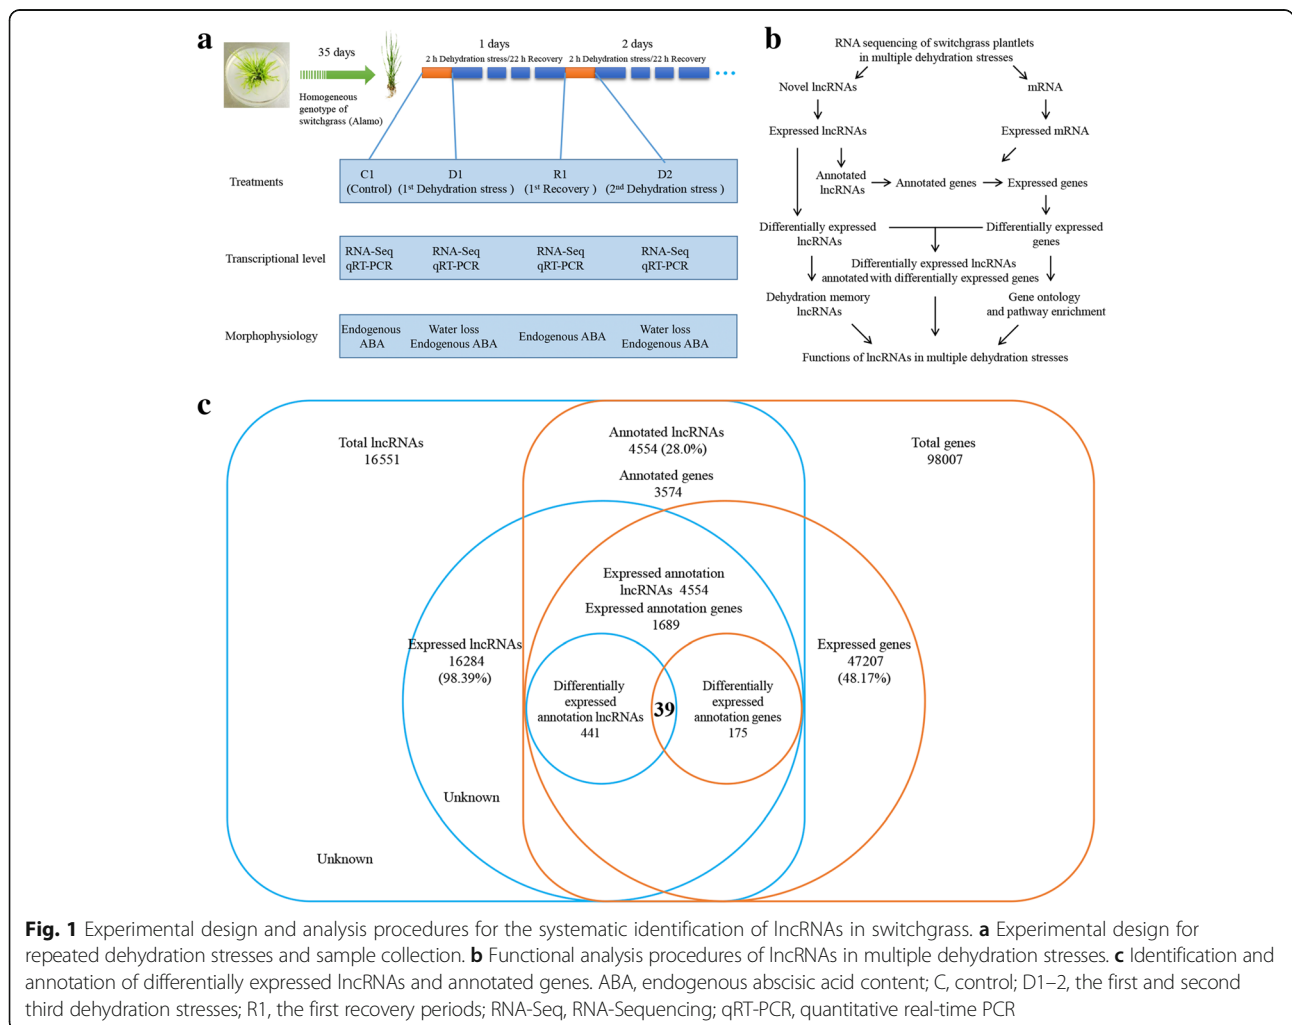 a
35 days
Homogeneous
genotype of
switchgrass (Alamo)
1 days
2 h Dehydration stress/22 h Recovery
2 days
2 h Dehydration stress/22 h Recovery
Treatments
C1
(Control)
D1
(1st Dehydration stress )
R1
(1st Recovery )
D2
(2nd Dehydration stress )
Transcriptional level
RNA-Seq
qRT-PCR
RNA-Seq
qRT-PCR
RNA-Seq
qRT-PCR
RNA-Seq
qRT-PCR
Morphophysiology
Endogenous
ABA
Water loss
Endogenous ABA
Endogenous ABA
Water loss
Endogenous ABA
b
RNA sequencing of switchgrass plantlets
in multiple dehydration stresses
Novel lncRNAs
mRNA
Expressed lncRNAs
Expressed mRNA
Annotated
lncRNAs
Annotated genes
Expressed genes
Differentially expressed
lncRNAs
Differentially expressed
genes
Differentially expressed lncRNAs
annotated with differentially expressed genes
Dehydration memory
lncRNAs
Gene ontology
and pathway enrichment
Functions of lncRNAs in multiple dehydration stresses
c
Total lncRNAs
16551
Annotated lncRNAs
4554 (28.0%)
Annotated genes
3574
Total genes
98007
Expressed annotation
lncRNAs 4554
Expressed annotation genes
1689
Expressed lncRNAs
16284
(98.39%)
Expressed genes
47207
(48.17%)
Differentially
expressed
annotation lncRNAs
441
39
Differentially
expressed
annotation genes
175
Unknown
Unknown
Fig. 1 Experimental design and analysis procedures for the systematic identification of lncRNAs in switchgrass. a Experimental design for
repeated dehydration stresses and sample collection. b Functional analysis procedures of lncRNAs in multiple dehydration stresses. c Identification and
annotation of differentially expressed lncRNAs and annotated genes. ABA, endogenous abscisic acid content; C, control; D1–2, the first and second
third dehydration stresses; R1, the first recovery periods; RNA-Seq, RNA-Sequencing; qRT-PCR, quantitative real-time PCR